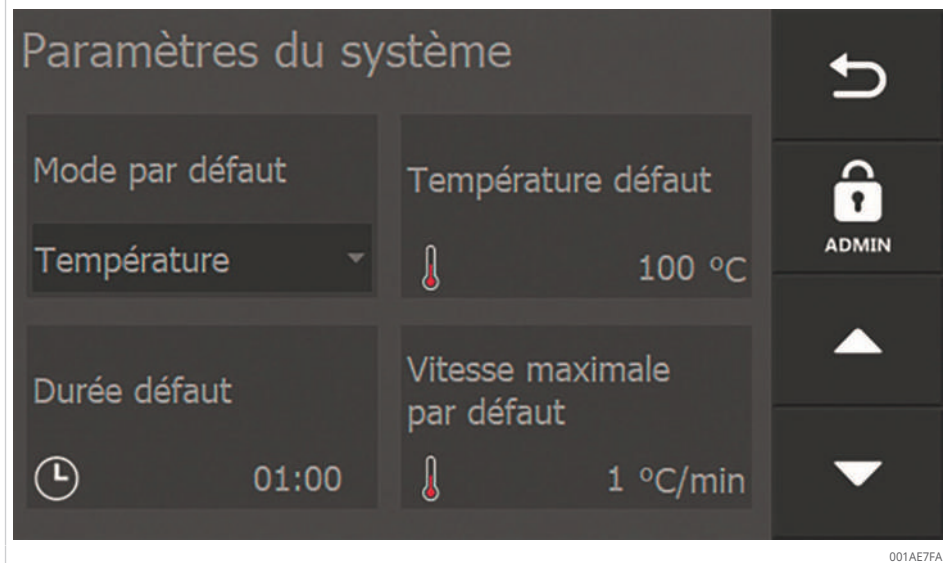 Paramètres du système
Mode par défaut
Température
Température défaut
100 °C
Durée défaut
01:00
Vitesse maximale
par défaut
1 °C/min
ADMIN
001AE7FA